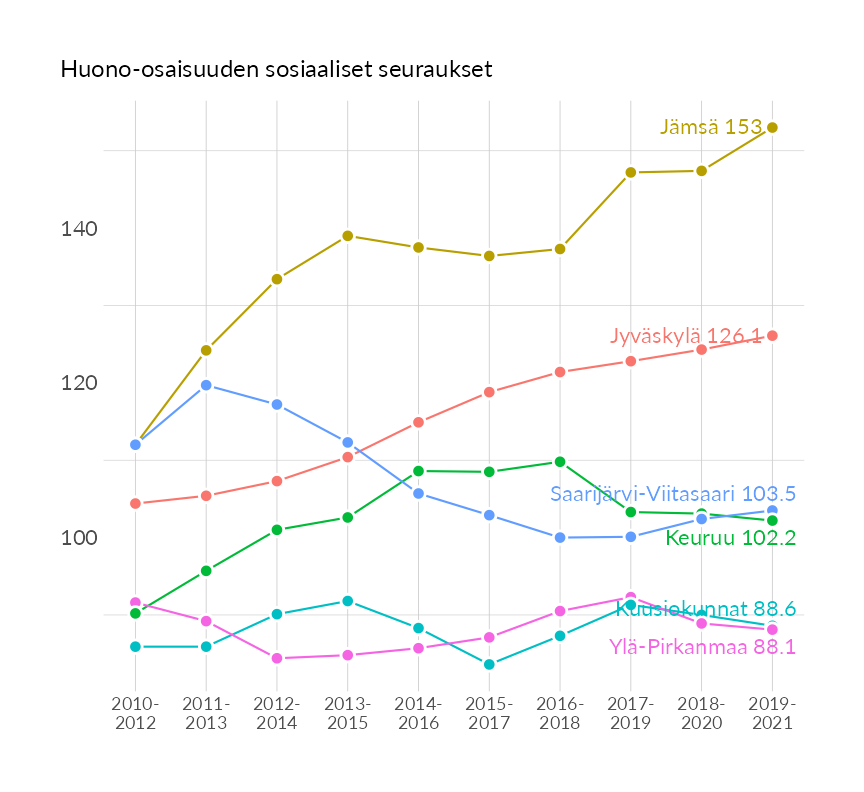 Huono-osaisuuden sosiaaliset seuraukset
Jämsä 153
140
Jyväskylä 126.1
120
Saarijärvi-Viitasaari 103.5
100
Keuruu 102.2
Kuusiokunnat 88.6
Ylä-Pirkanmaa 88.1
2010- 2011- 2012- 2013- 2014- 2015- 2016- 2017- 2018- 2019-
2012 2013 2014 2015 2016 2017 2018 2019 2020 2021